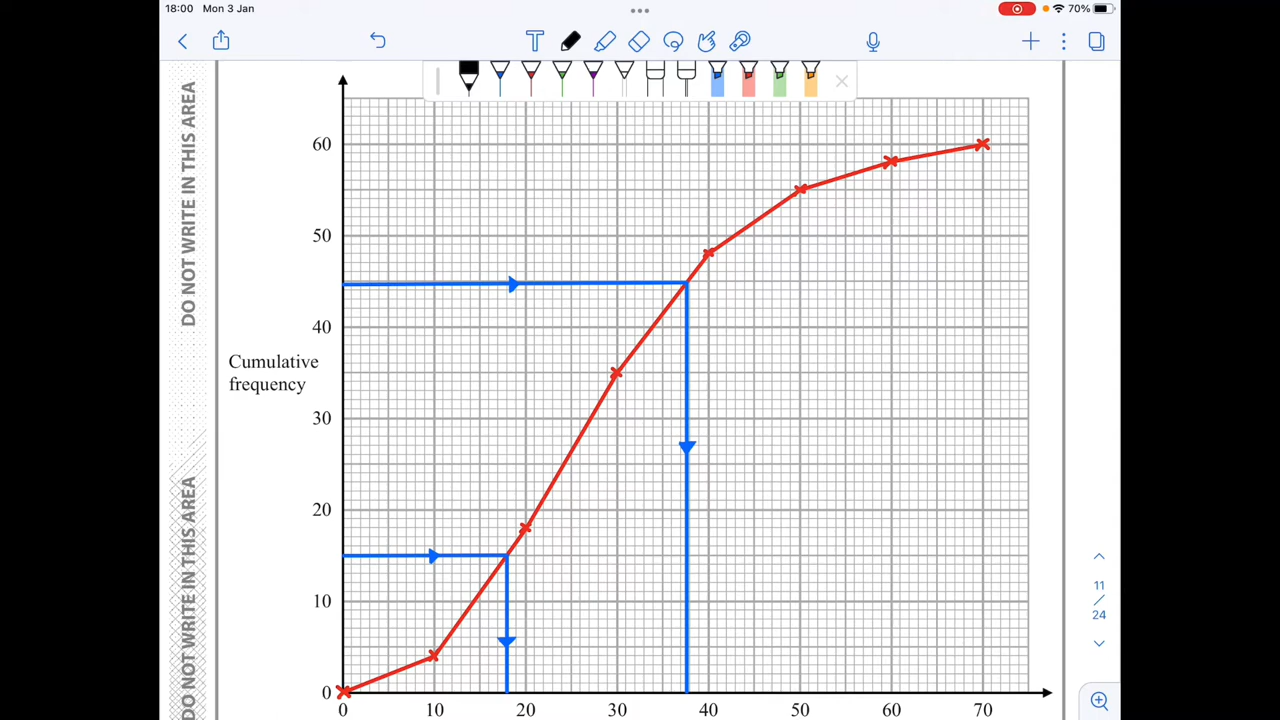 18:00 Mon 3 Jan
70%
T
DO NOT WRITE IN THIS AREA
DO NOT WRITE IN THIS AREA
60
50
40
Cumulative
frequency
30
20
10
0
0 10 20 30 40 50 60 70
11
/
24